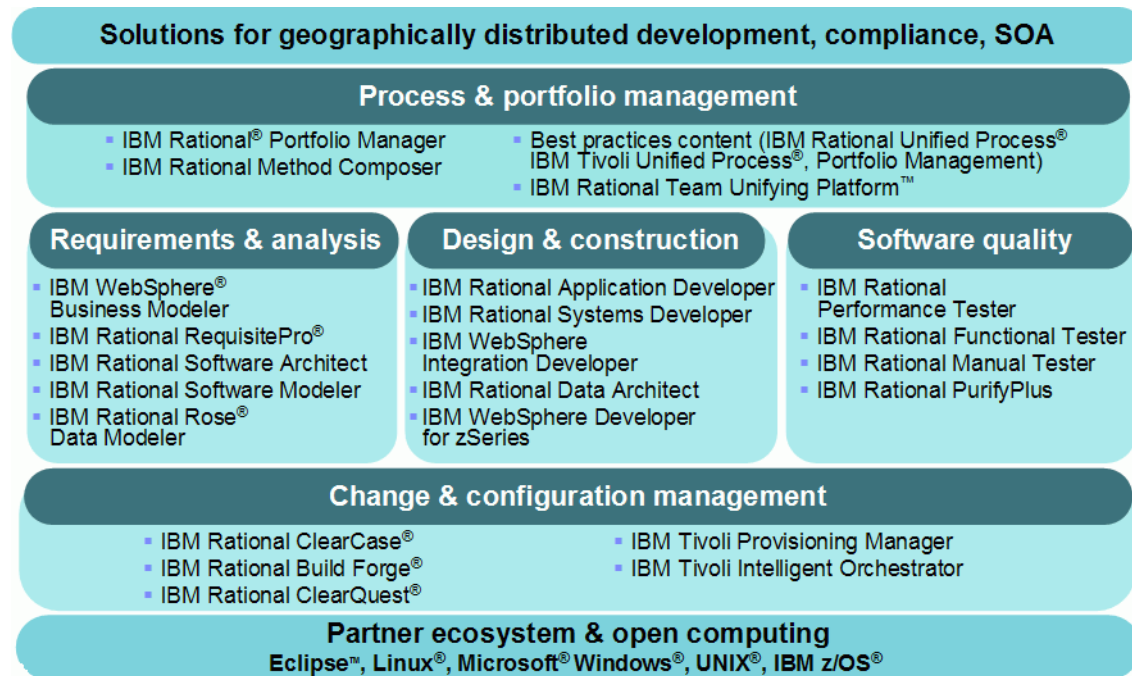 Solutions for geographically distributed development, compliance, SOA
Process & portfolio management
IBM Rational® Portfolio Manager
IBM Rational Method Composer
Best practices content (IBM Rational Unified Process®
IBM Tivoli Unified Process®, Portfolio Management)
IBM Rational Team Unifying Platform™
Requirements & analysis
IBM WebSphere®
Business Modeler
IBM Rational RequisitePro®
IBM Rational Software Architect
IBM Rational Software Modeler
IBM Rational Rose®
Data Modeler
Design & construction
IBM Rational Application Developer
IBM Rational Systems Developer
IBM WebSphere
Integration Developer
IBM Rational Data Architect
IBM WebSphere Developer
for zSeries
Software quality
IBM Rational
Performance Tester
IBM Rational Functional Tester
IBM Rational Manual Tester
IBM Rational PurifyPlus
Change & configuration management
IBM Rational ClearCase®
IBM Rational Build Forge®
IBM Rational ClearQuest®
IBM Tivoli Provisioning Manager
IBM Tivoli Intelligent Orchestrator
Partner ecosystem & open computing
Eclipse™, Linux®, Microsoft® Windows®, UNIX®, IBM z/OS®